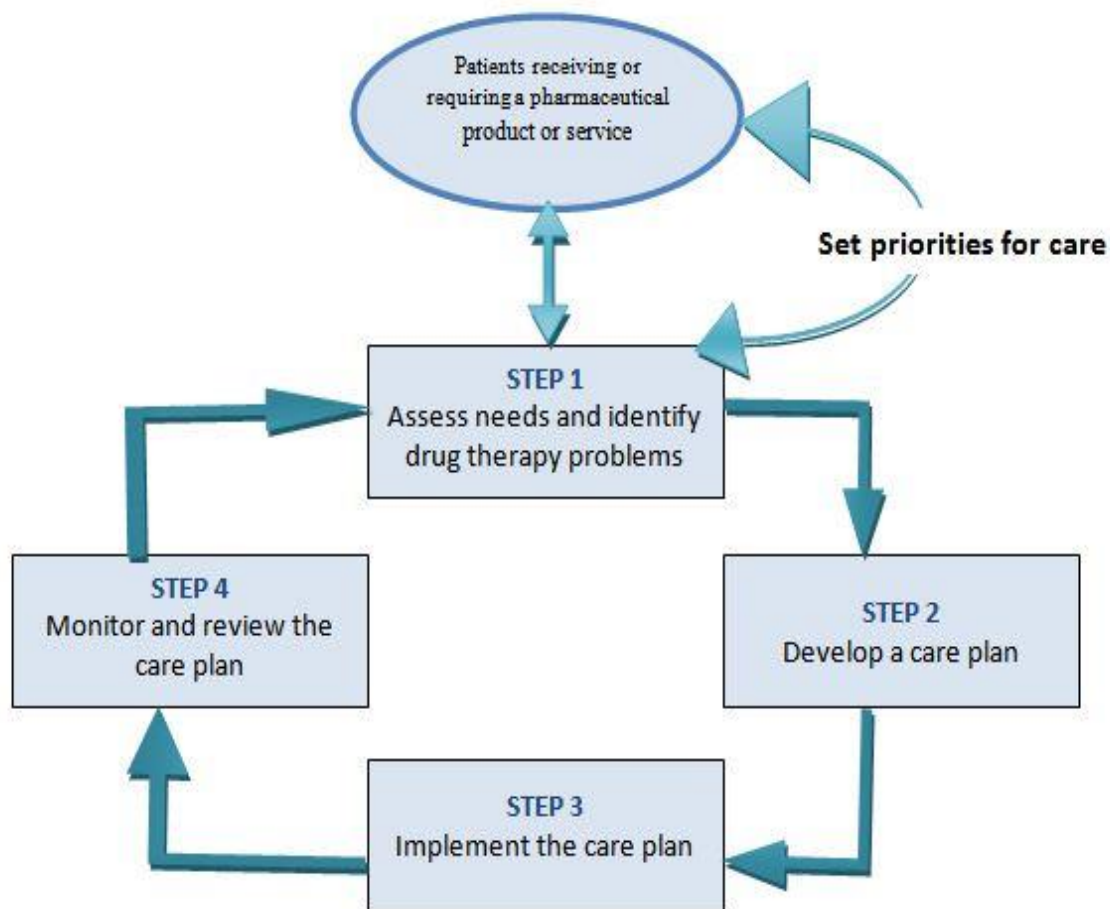 Patients receiving or
requiring a pharmaceutical
product or service
Set priorities for care
STEP 1
Assess needs and identify
drug therapy problems
STEP 2
Develop a care plan
STEP 3
Implement the care plan
STEP 4
Monitor and review the
care plan